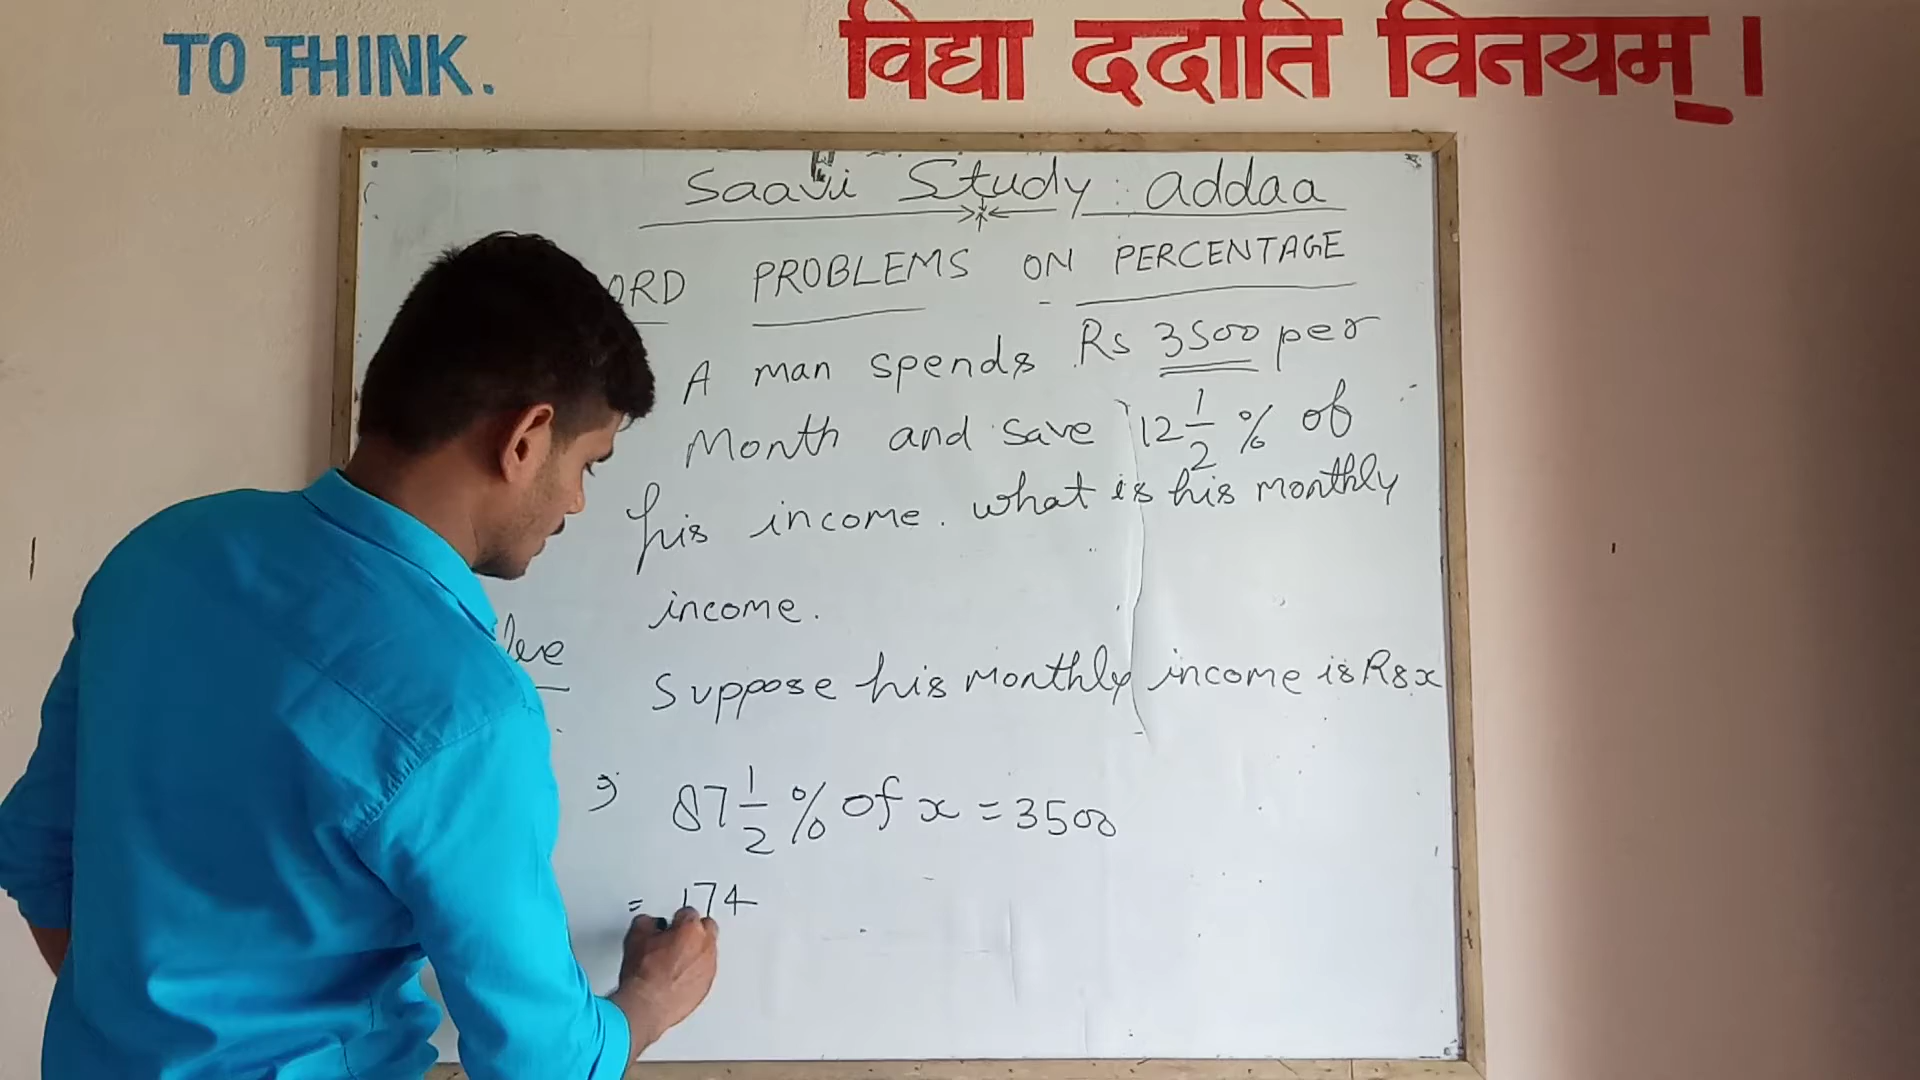 TO THINK.
विद्या ददाति विनयम् ।
Saavi Study addaa
ORD PROBLEMS ON PERCENTAGE
A man spends Rs 3500 per
Month and save 12 1/2 % of
his income. what is his monthly
income.
Suppose his monthly income is Rs x
⇒ 87 1/2 % of x = 3500
= 174